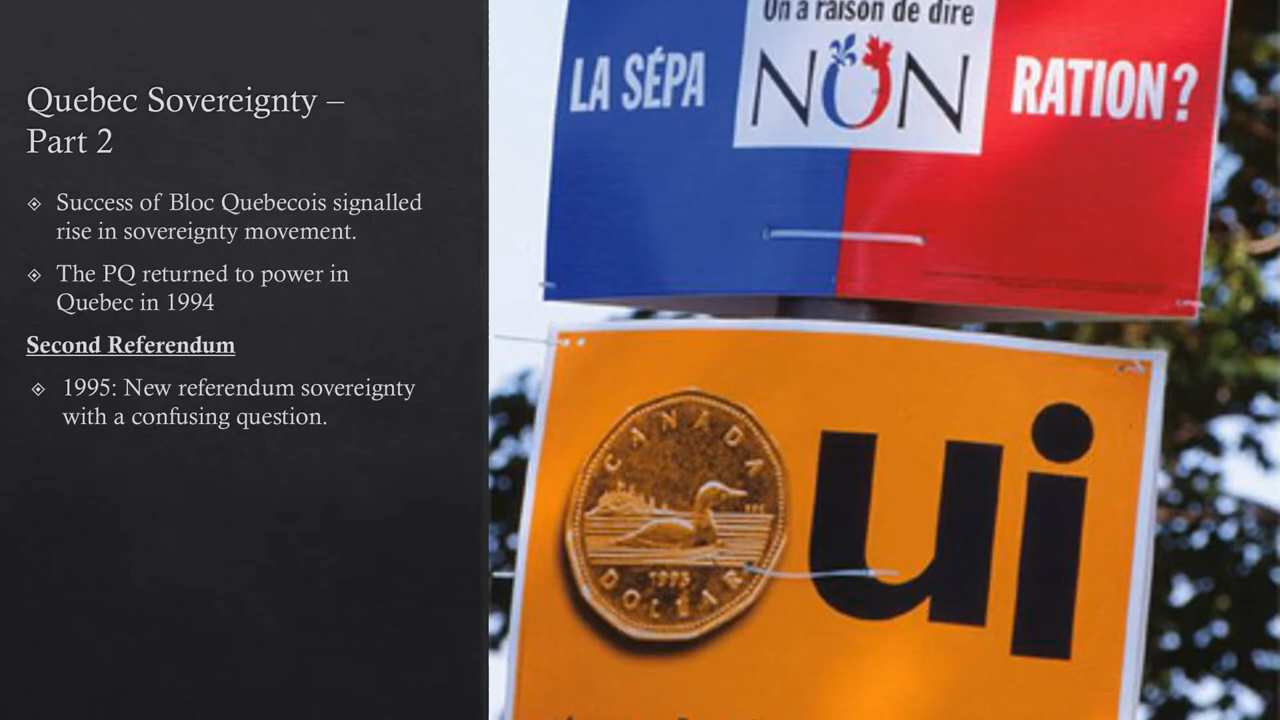 Quebec Sovereignty –
Part 2
Success of Bloc Quebecois signalled
rise in sovereignty movement.
The PQ returned to power in
Quebec in 1994
Second Referendum
1995: New referendum sovereignty
with a confusing question.
On a raison de dire
LA SÉPA
NON
RATION?
CANADA
1995
DOLLAR
ui